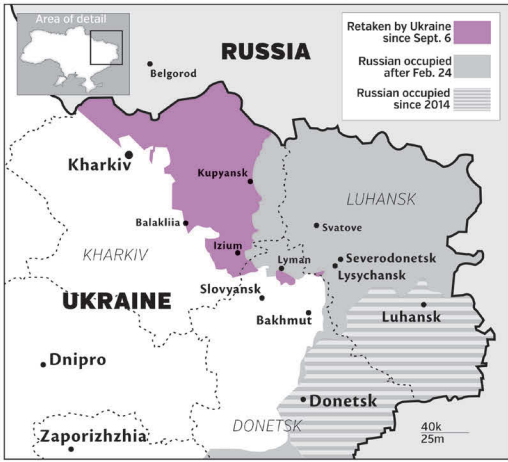 Area of detail
RUSSIA
Retaken by Ukraine
since Sept. 6
Russian occupied
after Feb. 24
Russian occupied
since 2014
Belgorod
Kharkiv
Kupyansk
LUHANSK
Balakliia
Svatove
KHARKIV
Izium
Lyman
Severodonetsk
Lysychansk
Slovyansk
UKRAINE
Bakhmut
Luhansk
Dnipro
Donetsk
DONETSK
Zaporizhzhia
40k
25m